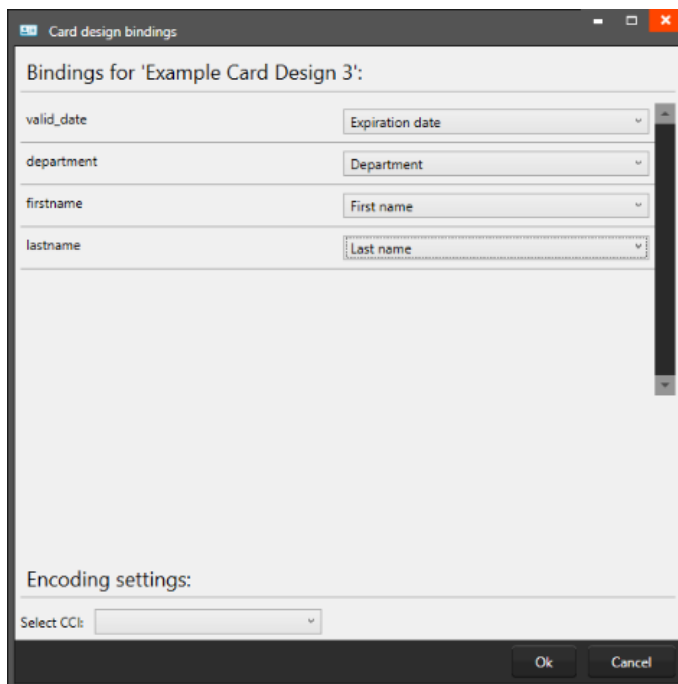 Card design bindings
Bindings for 'Example Card Design 3':
valid_date Expiration date
department Department
firstname First name
lastname Last name
Encoding settings:
Select CCI:
Ok Cancel